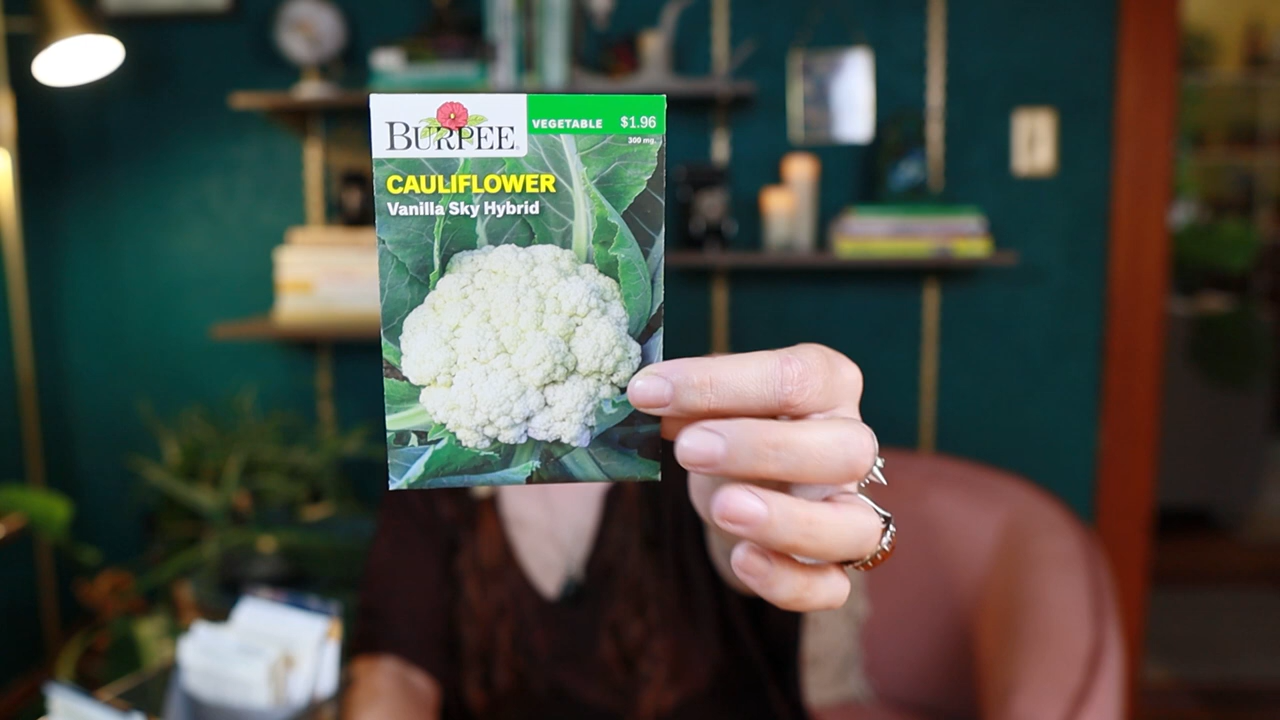 BURPEE®
VEGETABLE $1.96
300 mg.
CAULIFLOWER
Vanilla Sky Hybrid